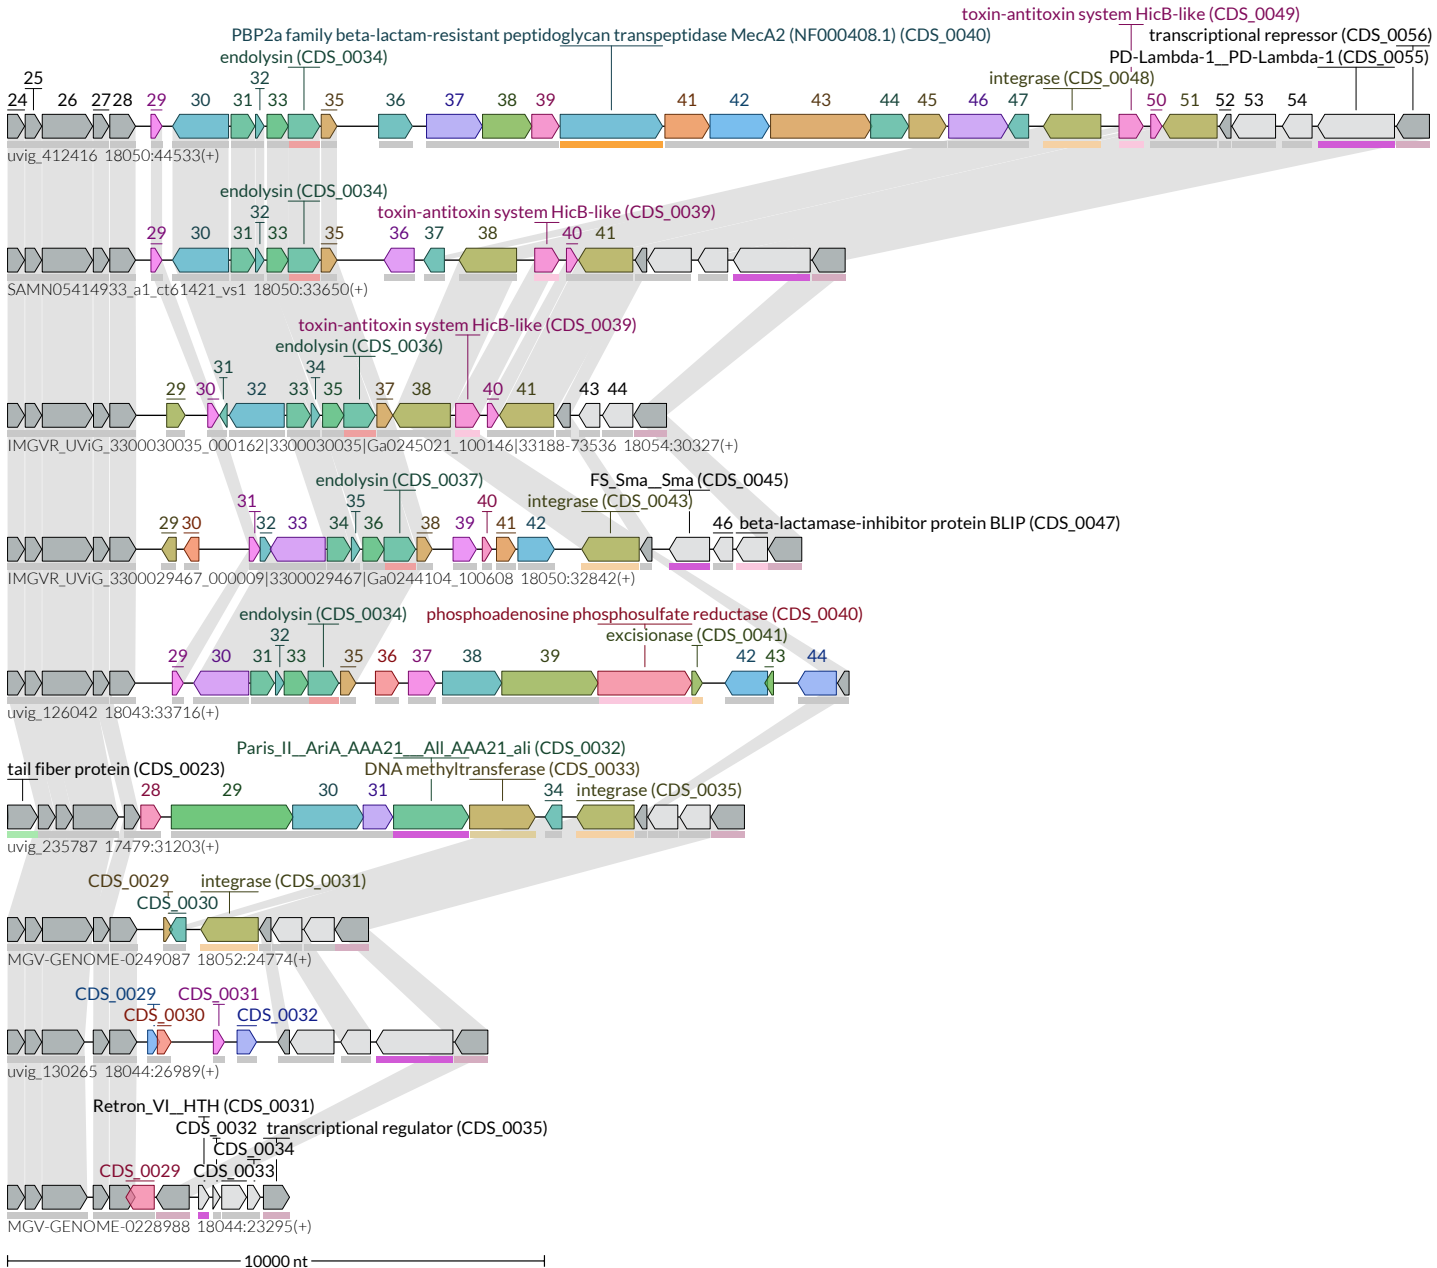 toxin-antitoxin system HicB-like (CDS_0049)
PBP2a family beta-lactam-resistant peptidoglycan transpeptidase MecA2 (NF000408.1) (CDS_0040) transcriptional repressor (CDS_0056)
endolysin (CDS_0034) PD-Lambda-1__PD-Lambda-1 (CDS_0055)
25 32 integrase (CDS_0048)
24 26 27 28 29 30 31 33 35 36 37 38 39 41 42 43 44 45 46 47 50 51 52 53 54
uvig_412416 18050:44533(+)
endolysin (CDS_0034)
32 toxin-antitoxin system HicB-like (CDS_0039)
29 30 31 33 35 36 37 38 40 41
SAMN05414933_a1_ct61421_vs1 18050:33650(+)
toxin-antitoxin system HicB-like (CDS_0039)
endolysin (CDS_0036)
31 34
29 30 32 33 35 37 38 40 41 43 44
IMGVR_UViG_3300030035_000162|3300030035|Ga0245021_100146|33188-73536 18054:30327(+)
endolysin (CDS_0037) FS_Sma__Sma (CDS_0045)
31 35 40 integrase (CDS_0043)
29 30 32 33 34 36 38 39 41 42 46 beta-lactamase-inhibitor protein BLIP (CDS_0047)
IMGVR_UViG_3300029467_000009|3300029467|Ga0244104_100608 18050:32842(+)
endolysin (CDS_0034) phosphoadenosine phosphosulfate reductase (CDS_0040)
32 excisionase (CDS_0041)
29 30 31 33 35 36 37 38 39 42 43 44
uvig_126042 18043:33716(+)
Paris_II__AriA_AAA21___All_AAA21_ali (CDS_0032)
tail fiber protein (CDS_0023) DNA methyltransferase (CDS_0033)
28 29 30 31 34 integrase (CDS_0035)
uvig_235787 17479:31203(+)
CDS_0029 integrase (CDS_0031)
CDS_0030
MGV-GENOME-0249087 18052:24774(+)
CDS_0029 CDS_0031
CDS_0030 CDS_0032
uvig_130265 18044:26989(+)
Retron_VI__HTH (CDS_0031)
CDS_0032 transcriptional regulator (CDS_0035)
CDS_0034
CDS_0029 CDS_0033
MGV-GENOME-0228988 18044:23295(+)
10000 nt